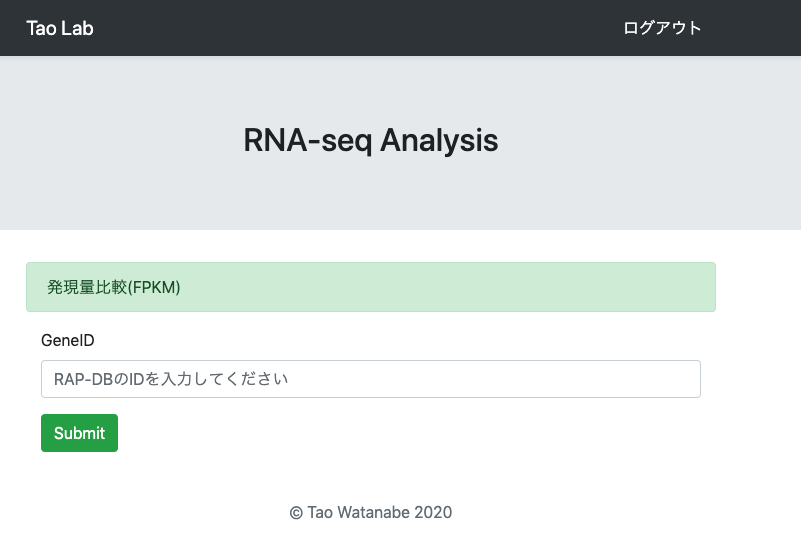 Tao Lab
ログアウト
RNA-seq Analysis
発現量比較(FPKM)
GeneID
RAP-DBのIDを入力してください
Submit
© Tao Watanabe 2020